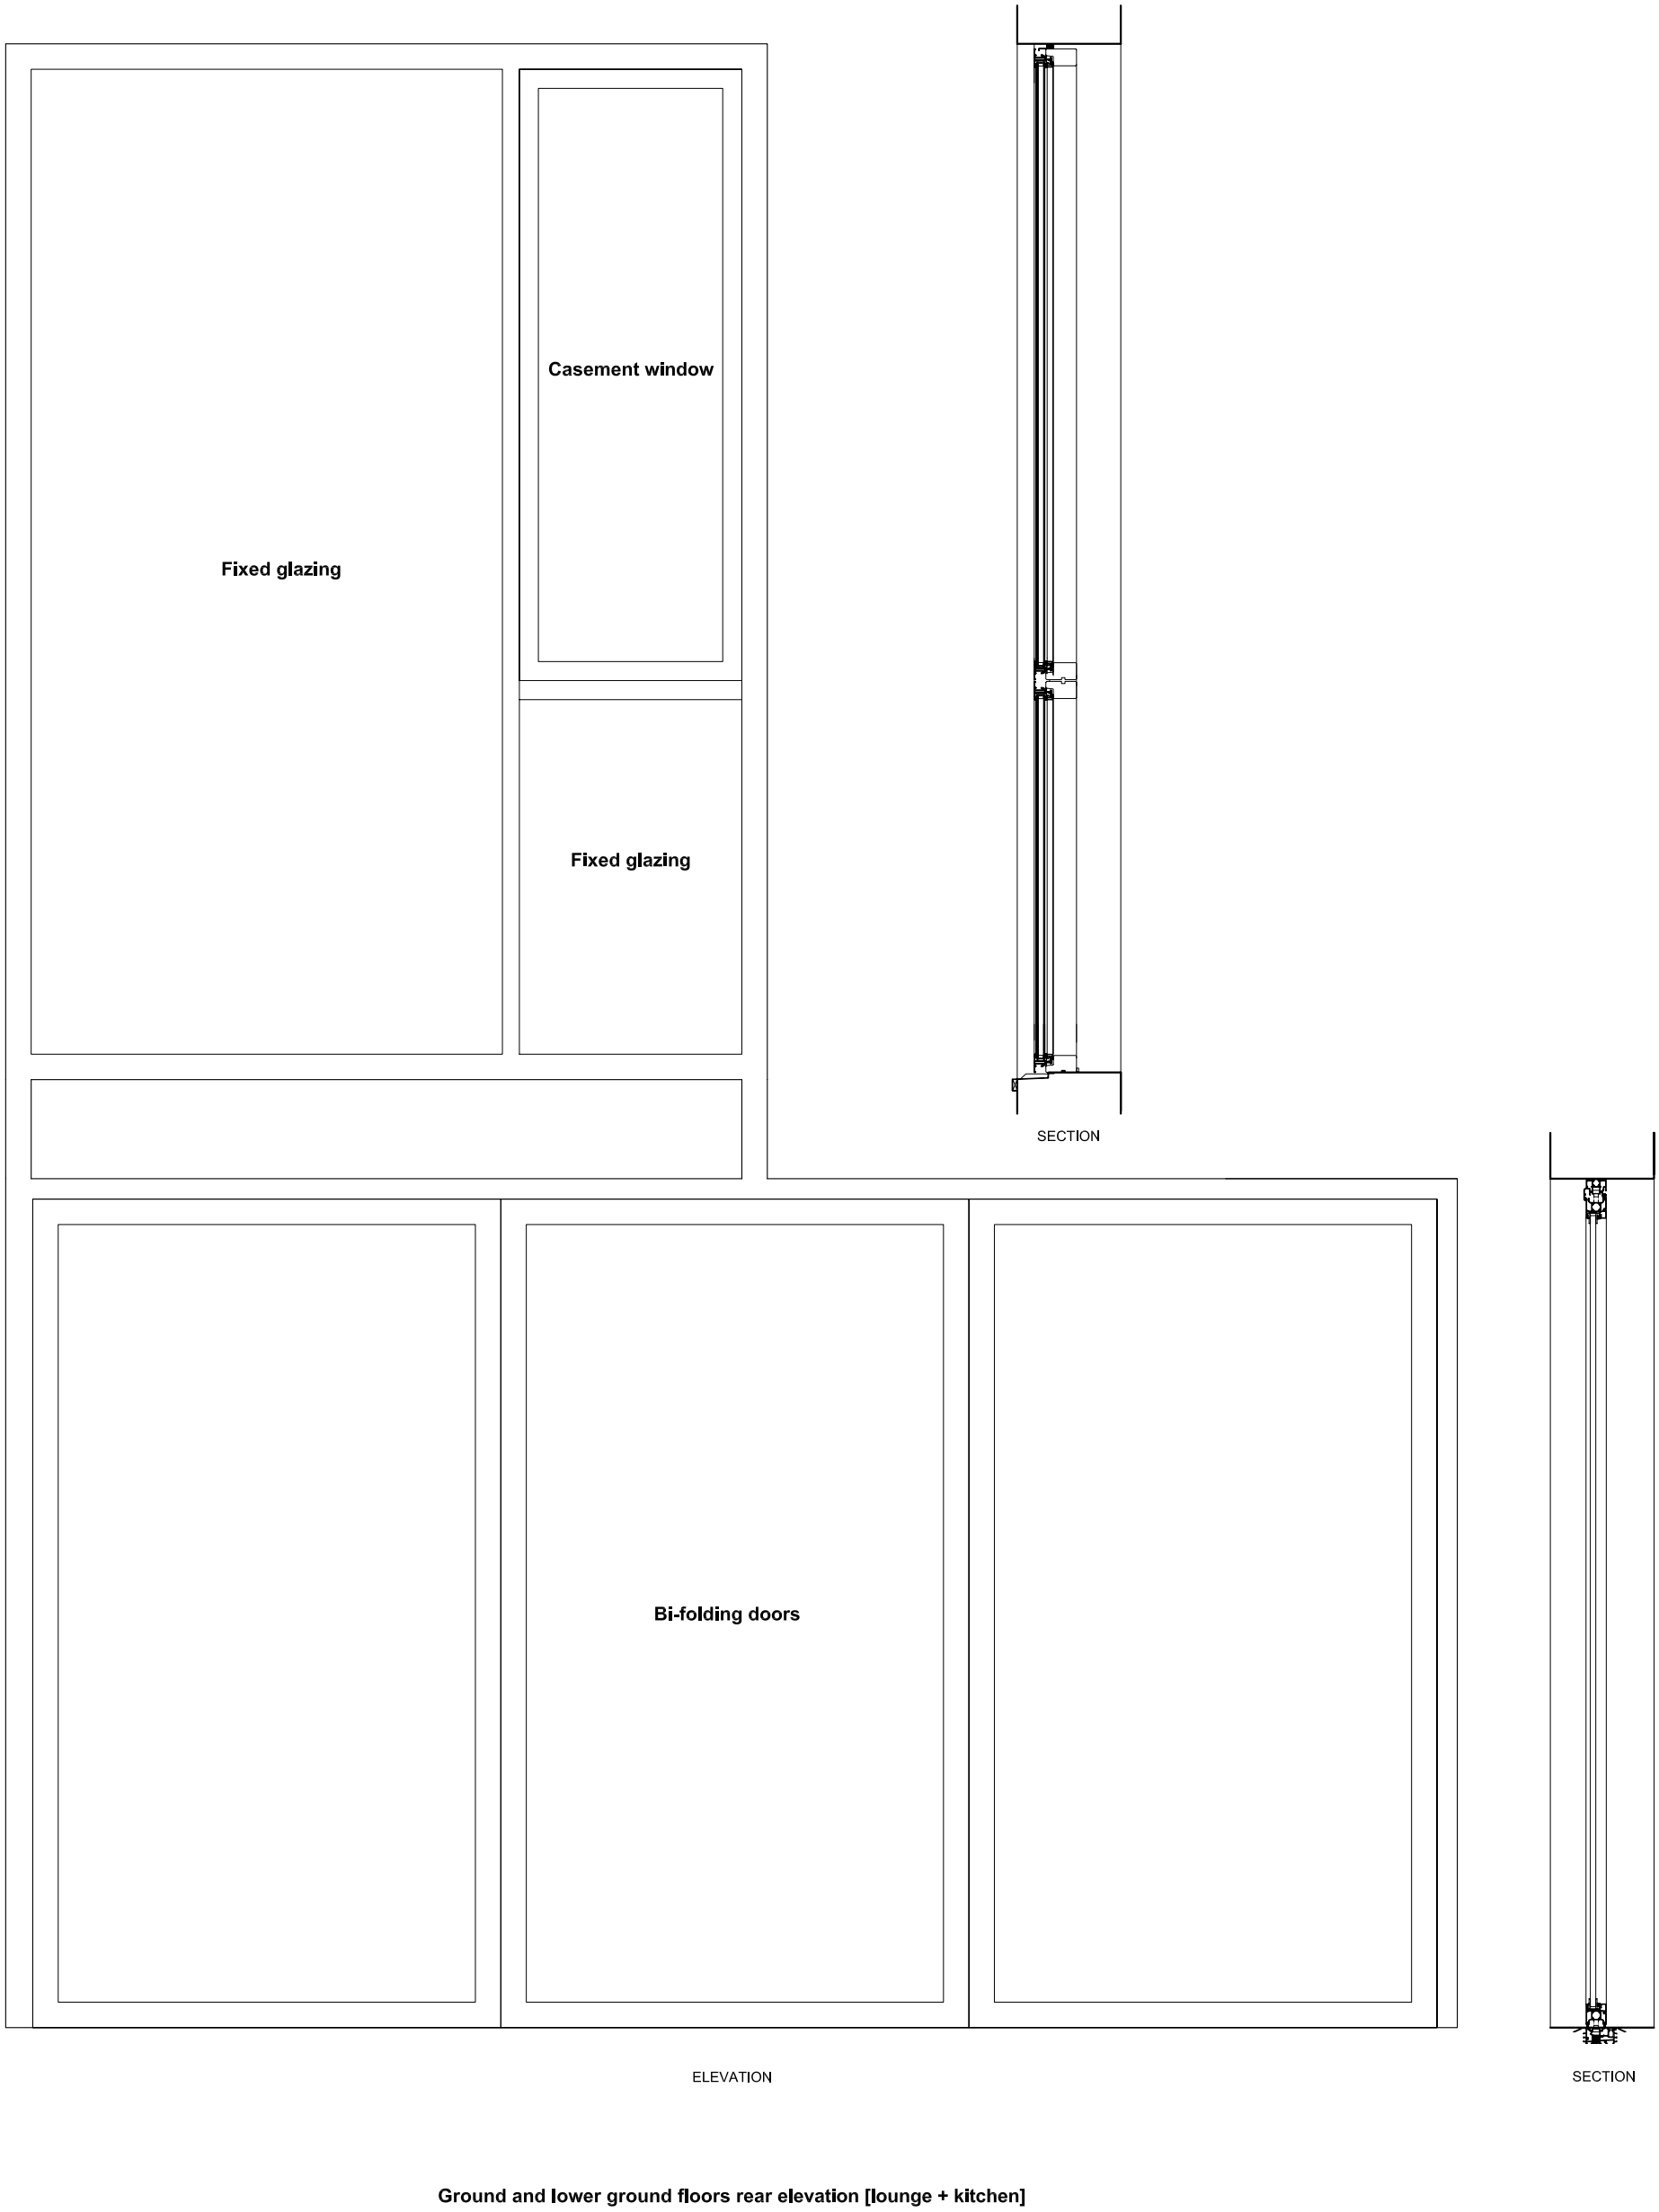 Casement window
Fixed glazing
Fixed glazing
SECTION
Bi-folding doors
ELEVATION
SECTION
Ground and lower ground floors rear elevation [lounge + kitchen]